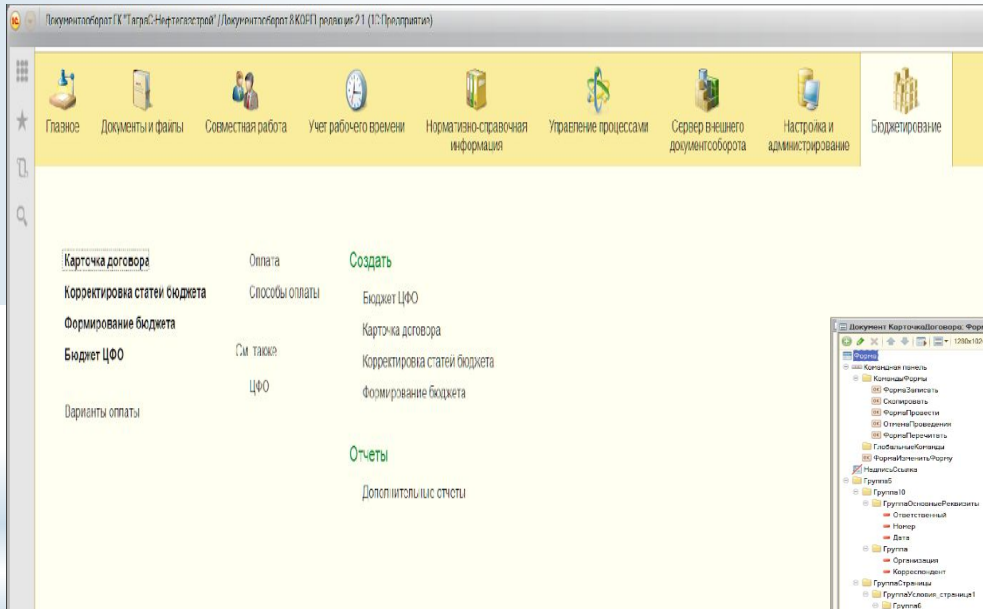 Документооборот ГК "ТаграС-Нефтегазстрой" / Документооборот 8 КОРП, редакция 2.1 (1С:Предприятие)
Главное
Документы и файлы
Совместная работа
Учет рабочего времени
Нормативно-справочная
информация
Управление процессами
Сервер внешнего
документооборота
Настройка и
администрирование
Бюджетирование
Карточка договора
Корректировка статей бюджета
Формирование бюджета
Бюджет ЦФО
Варианты оплаты
Оплата
Способы оплаты
См. также
ЦФО
Создать
Бюджет ЦФО
Карточка договора
Корректировка статей бюджета
Формирование бюджета
Отчеты
Дополнительные отчеты
Документ КарточкаДоговора: Фор
1280x102
Форма
Командная панель
КомандыФормы
ФормаЗаписать
Скопировать
ФормаПровести
ОтменаПроведения
ФормаПеречитать
ГлобальныеКоманды
ФормаИзменитьФорму
НадписьСсылка
Группа5
Группа10
ГруппаОсновныеРеквизиты
Ответственный
Номер
Дата
Группа
Организация
Корреспондент
ГруппаСтраницы
ГруппаУсловия_страница1
Группа6